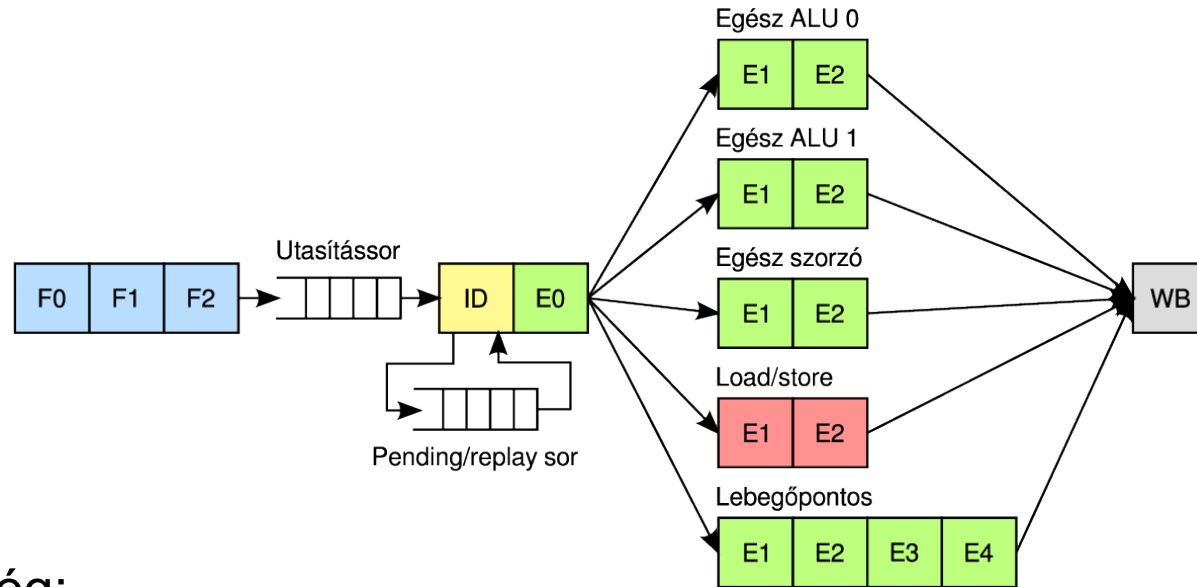 Egész ALU 0
E1 E2
Egész ALU 1
E1 E2
Utasítássor
Egész szorzó
F0 F1 F2
ID E0
E1 E2
WB
Load/store
E1 E2
Pending/replay sor
Lebegőpontos
E1 E2 E3 E4